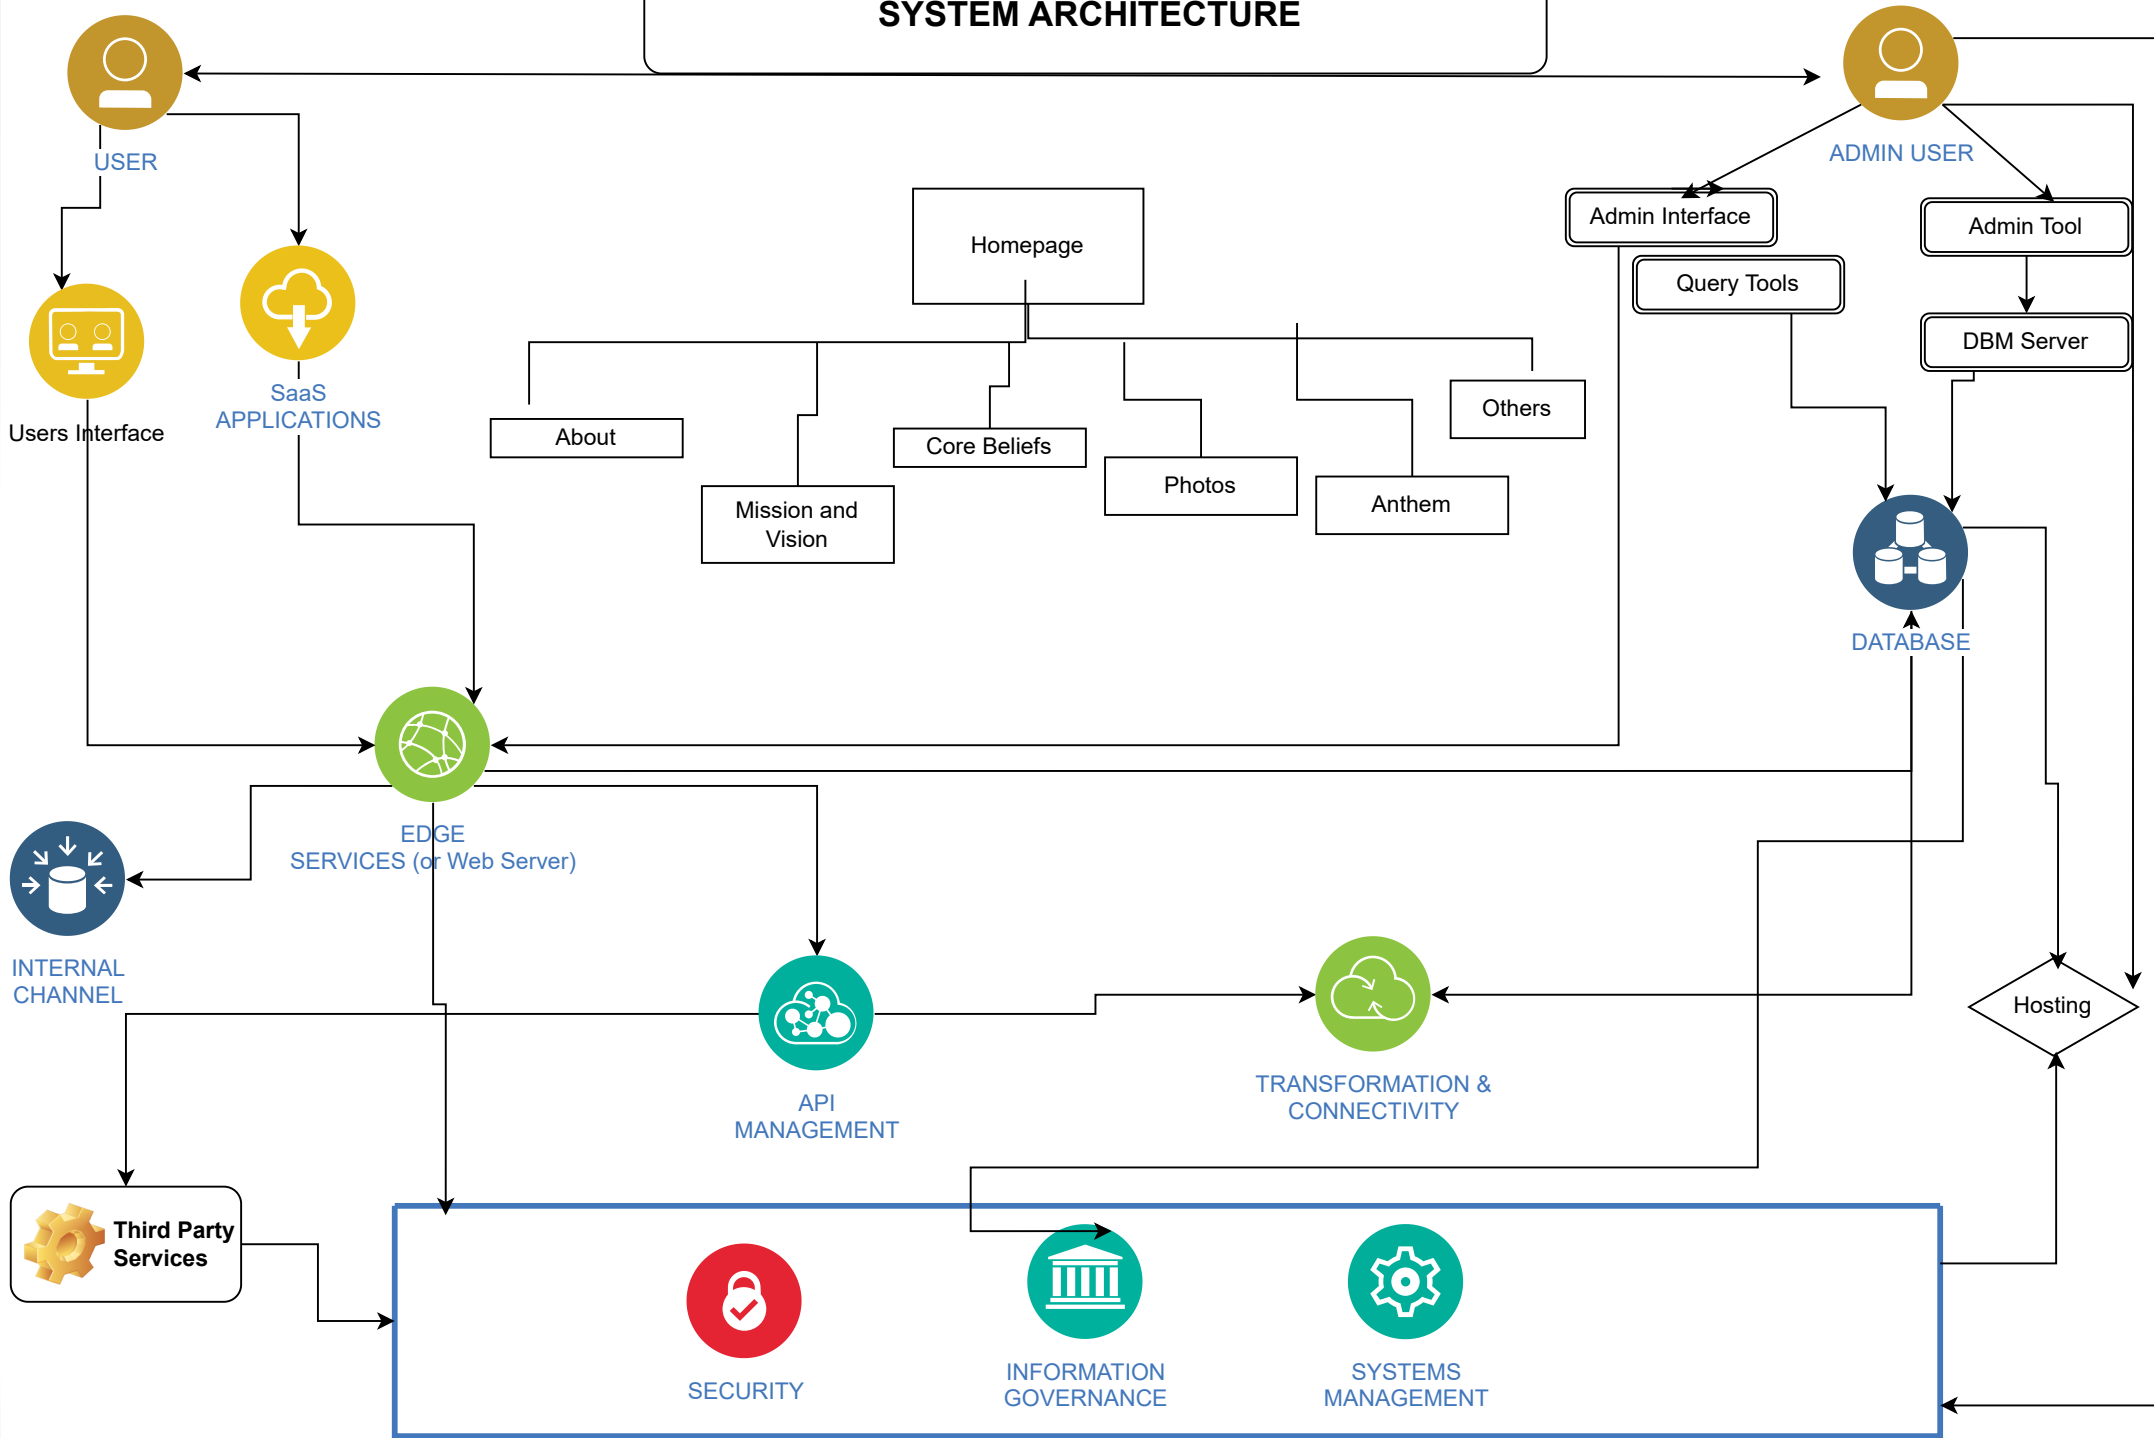 SYSTEM ARCHITECTURE
USER
ADMIN USER
Admin Interface
Admin Tool
Homepage
Query Tools
DBM Server
SaaS
APPLICATIONS
Users Interface
About
Core Beliefs
Others
Mission and
Vision
Photos
Anthem
DATABASE
EDGE
SERVICES (or Web Server)
INTERNAL
CHANNEL
Hosting
API
MANAGEMENT
TRANSFORMATION &
CONNECTIVITY
Third Party
Services
SECURITY
INFORMATION
GOVERNANCE
SYSTEMS
MANAGEMENT